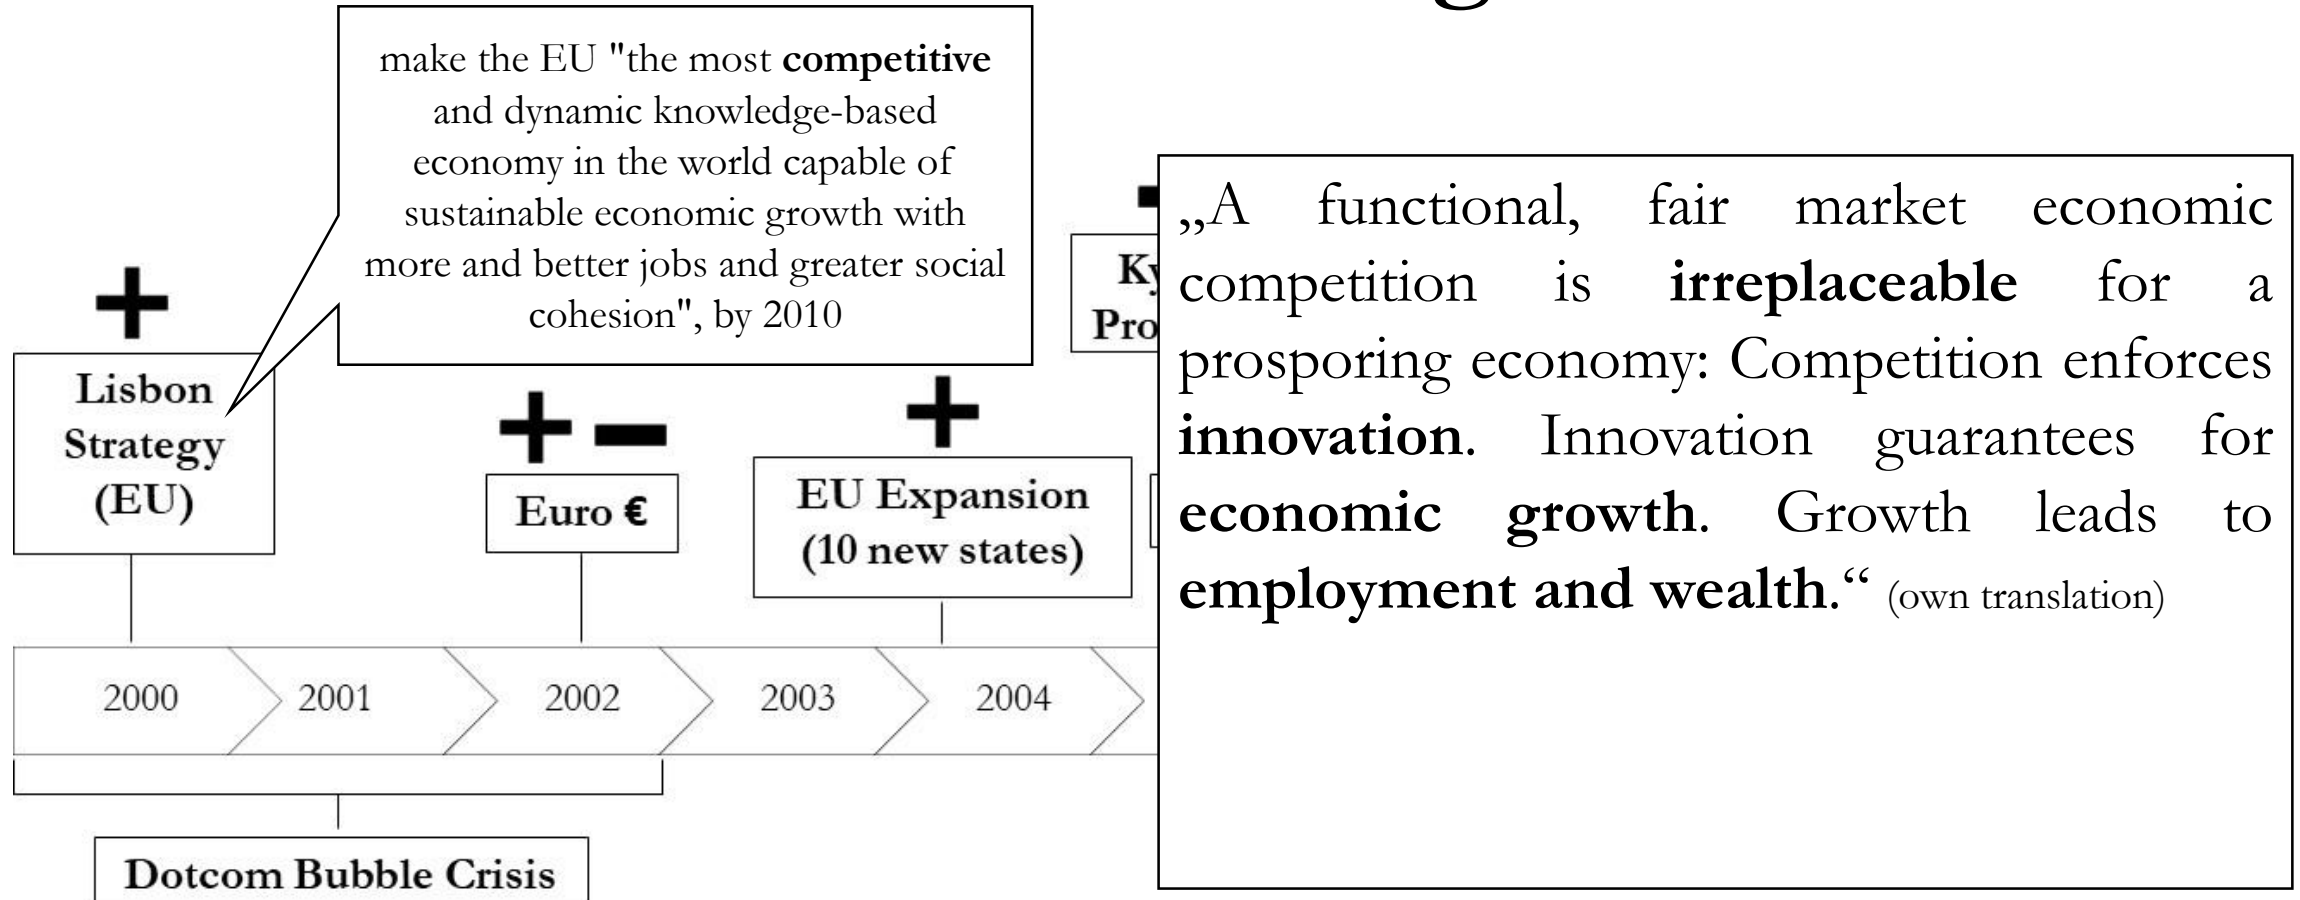 make the EU "the most competitive
and dynamic knowledge-based
economy in the world capable of
sustainable economic growth with
more and better jobs and greater social
cohesion", by 2010
„A functional, fair market economic
competition is irreplaceable for a
prosporing economy: Competition enforces
innovation. Innovation guarantees for
economic growth. Growth leads to
employment and wealth.“ (own translation)
+
Lisbon
Strategy
(EU)
+ −
Euro €
+
EU Expansion
(10 new states)
2000
2001
2002
2003
2004
Dotcom Bubble Crisis